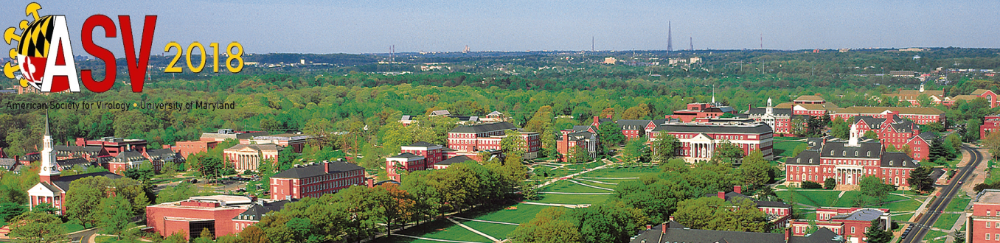 ASV 2018
American Society for Virology • University of Maryland